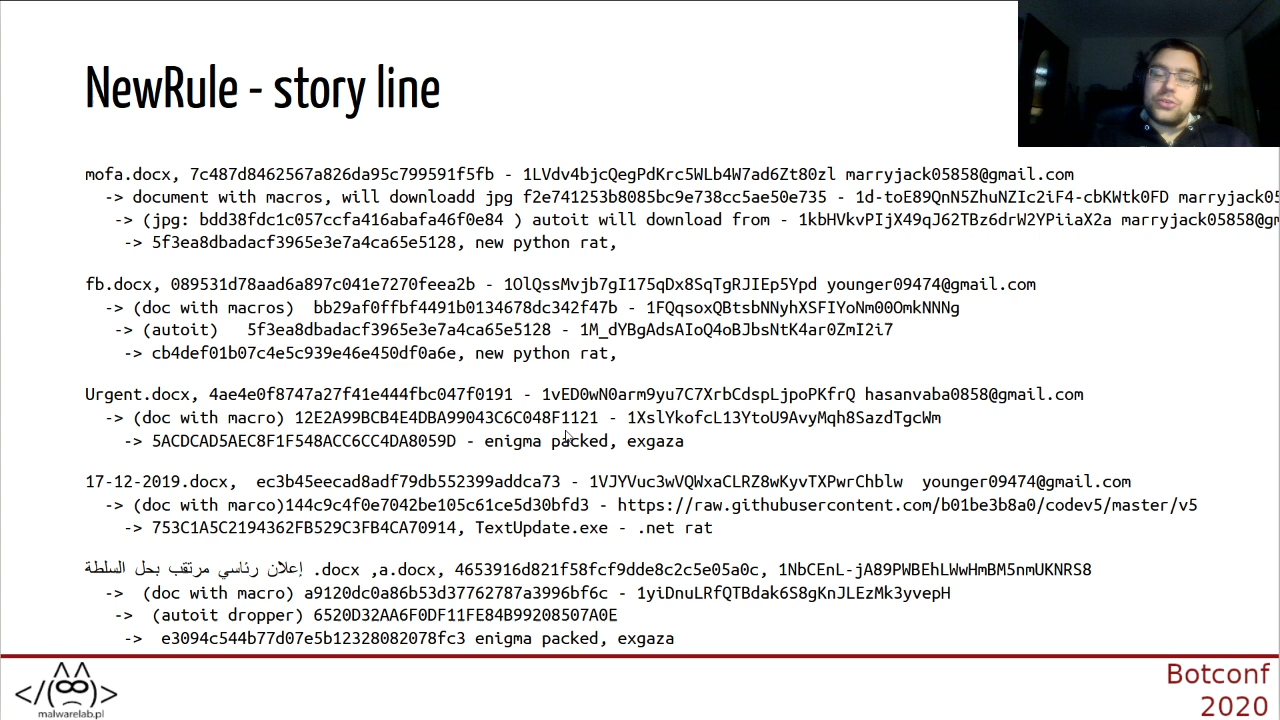 NewRule - story line
mofa.docx, 7c487d8462567a826da95c799591f5fb - 1LVdv4bjcQegPdKrc5WLb4W7ad6Zt80zl marryjack05858@gmail.com
-> document with macros, will downloadd jpg f2e741253b8085bc9e738cc5ae50e735 - 1d-toE89QnN5ZhuNZIc2iF4-cbKWtk0FD marryjack05
-> (jpg: bdd38fdc1c057ccfa416abafa46f0e84 ) autoit will download from - 1kbHVkvPIjX49qJ62TBz6drW2YPiiaX2a marryjack05858@gm
-> 5f3ea8dbadacf3965e3e7a4ca65e5128, new python rat,
fb.docx, 089531d78aad6a897c041e7270feea2b - 1OlQssMvjb7gI175qDx8SqTgRJIEp5Ypd younger09474@gmail.com
-> (doc with macros) bb29af0ffbf4491b0134678dc342f47b - 1FQqsoxQBtsbNNyhXSFIYoNm00OmkNNNg
-> (autoit) 5f3ea8dbadacf3965e3e7a4ca65e5128 - 1M_dYBgAdsAIoQ4oBJbsNtK4ar0ZmI2i7
-> cb4def01b07c4e5c939e46e450df0a6e, new python rat,
Urgent.docx, 4ae4e0f8747a27f41e444fbc047f0191 - 1vED0wN0arm9yu7C7XrbCdspLjpoPKfrQ hasanvaba0858@gmail.com
-> (doc with macro) 12E2A99BCB4E4DBA99043C6C048F1121 - 1XslYkofcL13YtoU9AvyMqh8SazdTgcWm
-> 5ACDCAD5AEC8F1F548ACC6CC4DA8059D - enigma packed, exgaza
17-12-2019.docx, ec3b45eecad8adf79db552399addca73 - 1VJYVuc3wVQWxaCLRZ8wKyvTXPwrChblw younger09474@gmail.com
-> (doc with marco)144c9c4f0e7042be105c61ce5d30bfd3 - https://raw.githubusercontent.com/b01be3b8a0/codev5/master/v5
-> 753C1A5C2194362FB529C3FB4CA70914, TextUpdate.exe - .net rat
إعلان رئاسي مرتقب بحل السلطة .docx ,a.docx, 4653916d821f58fcf9dde8c2c5e05a0c, 1NbCEnL-jA89PWBEhLWwHmBM5nmUKNRS8
-> (doc with macro) a9120dc0a86b53d37762787a3996bf6c - 1yiDnuLRfQTBdak6S8gKnJLEzMk3yvepH
-> (autoit dropper) 6520D32AA6F0DF11FE84B99208507A0E
-> e3094c544b77d07e5b12328082078fc3 enigma packed, exgaza
</(∞)>
malwarelab.pl
Botconf
2020